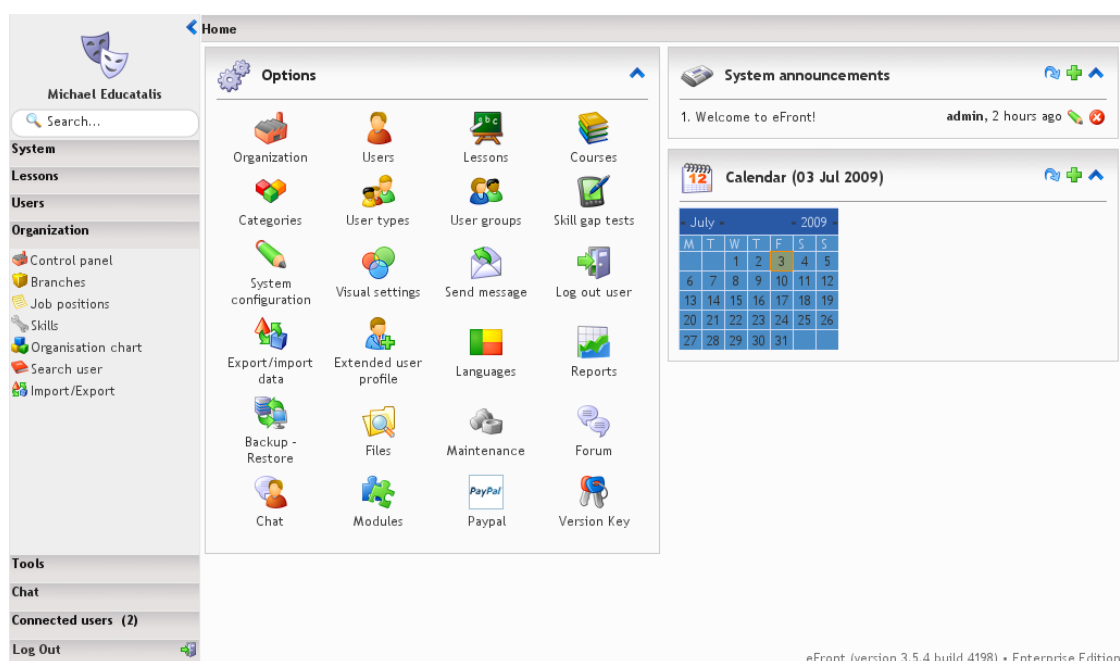 Michael Educatalis
Search...
System
Lessons
Users
Organization
Control panel
Branches
Job positions
Skills
Organisation chart
Search user
Import/Export
Tools
Chat
Connected users (2)
Log Out
Home
Options
Organization
Users
Lessons
Courses
Categories
User types
User groups
Skill gap tests
System
configuration
Visual settings
Send message
Log out user
Export/import
data
Extended user
profile
Languages
Reports
Backup -
Restore
Files
Maintenance
Forum
Chat
Modules
PayPal
Paypal
Version Key
System announcements
1. Welcome to eFront!
admin, 2 hours ago
12
Calendar (03 Jul 2009)
July 2009
M T W T F S S
1 2 3 4 5
6 7 8 9 10 11 12
13 14 15 16 17 18 19
20 21 22 23 24 25 26
27 28 29 30 31
eFront (version 3.5.4 build 4198) • Enterprise Edition